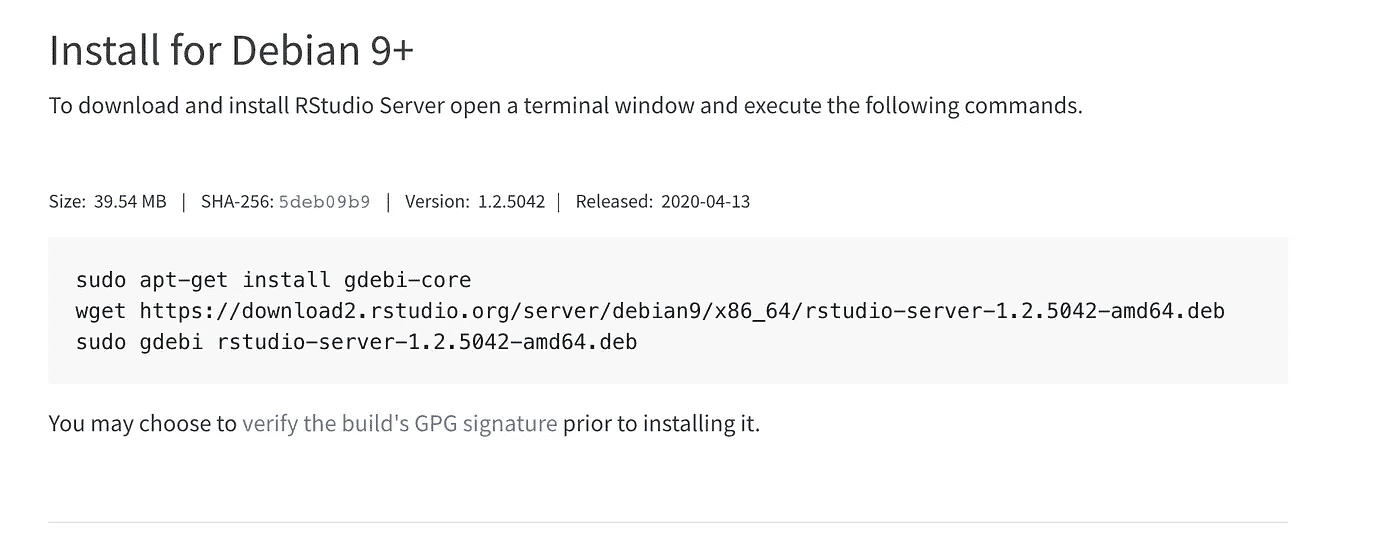 Install for Debian 9+
To download and install RStudio Server open a terminal window and execute the following commands.
Size: 39.54 MB | SHA-256: 5deb09b9 | Version: 1.2.5042 | Released: 2020-04-13
sudo apt-get install gdebi-core
wget https://download2.rstudio.org/server/debian9/x86_64/rstudio-server-1.2.5042-amd64.deb
sudo gdebi rstudio-server-1.2.5042-amd64.deb
You may choose to verify the build's GPG signature prior to installing it.